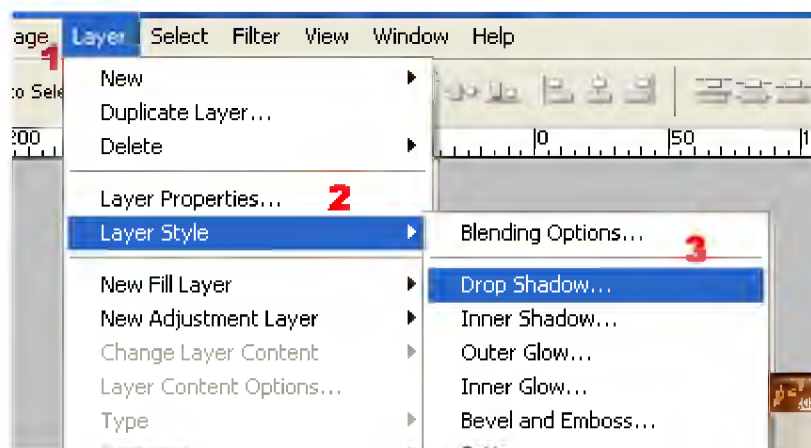 age Layer Select Filter View Window Help
1
to Sele
New
Duplicate Layer...
200
0
50
Delete
Layer Properties...
2
Layer Style
Blending Options...
3
New Fill Layer
Drop Shadow...
New Adjustment Layer
Inner Shadow...
Change Layer Content
Outer Glow...
Layer Content Options...
Inner Glow...
Type
Bevel and Emboss...